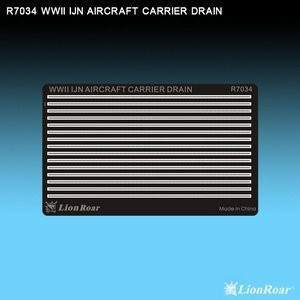 R7034 WWII IJN AIRCRAFT CARRIER DRAIN
WWII IJN AIRCRAFT CARRIER DRAIN R7034
LionRoar Made in China
LionRoar